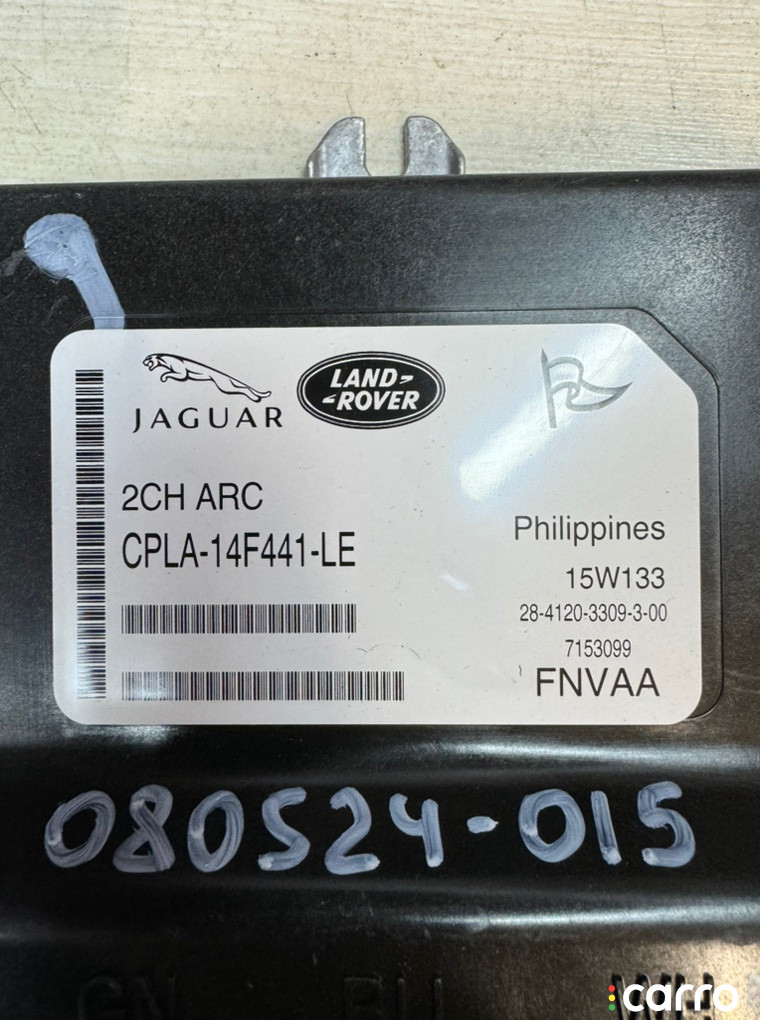 JAGUAR
LAND-
-ROVER
2CH ARC
CPLA-14F441-LE
Philippines
15W133
28-4120-3309-3-00
7153099
FNVAA
080524-015
carro